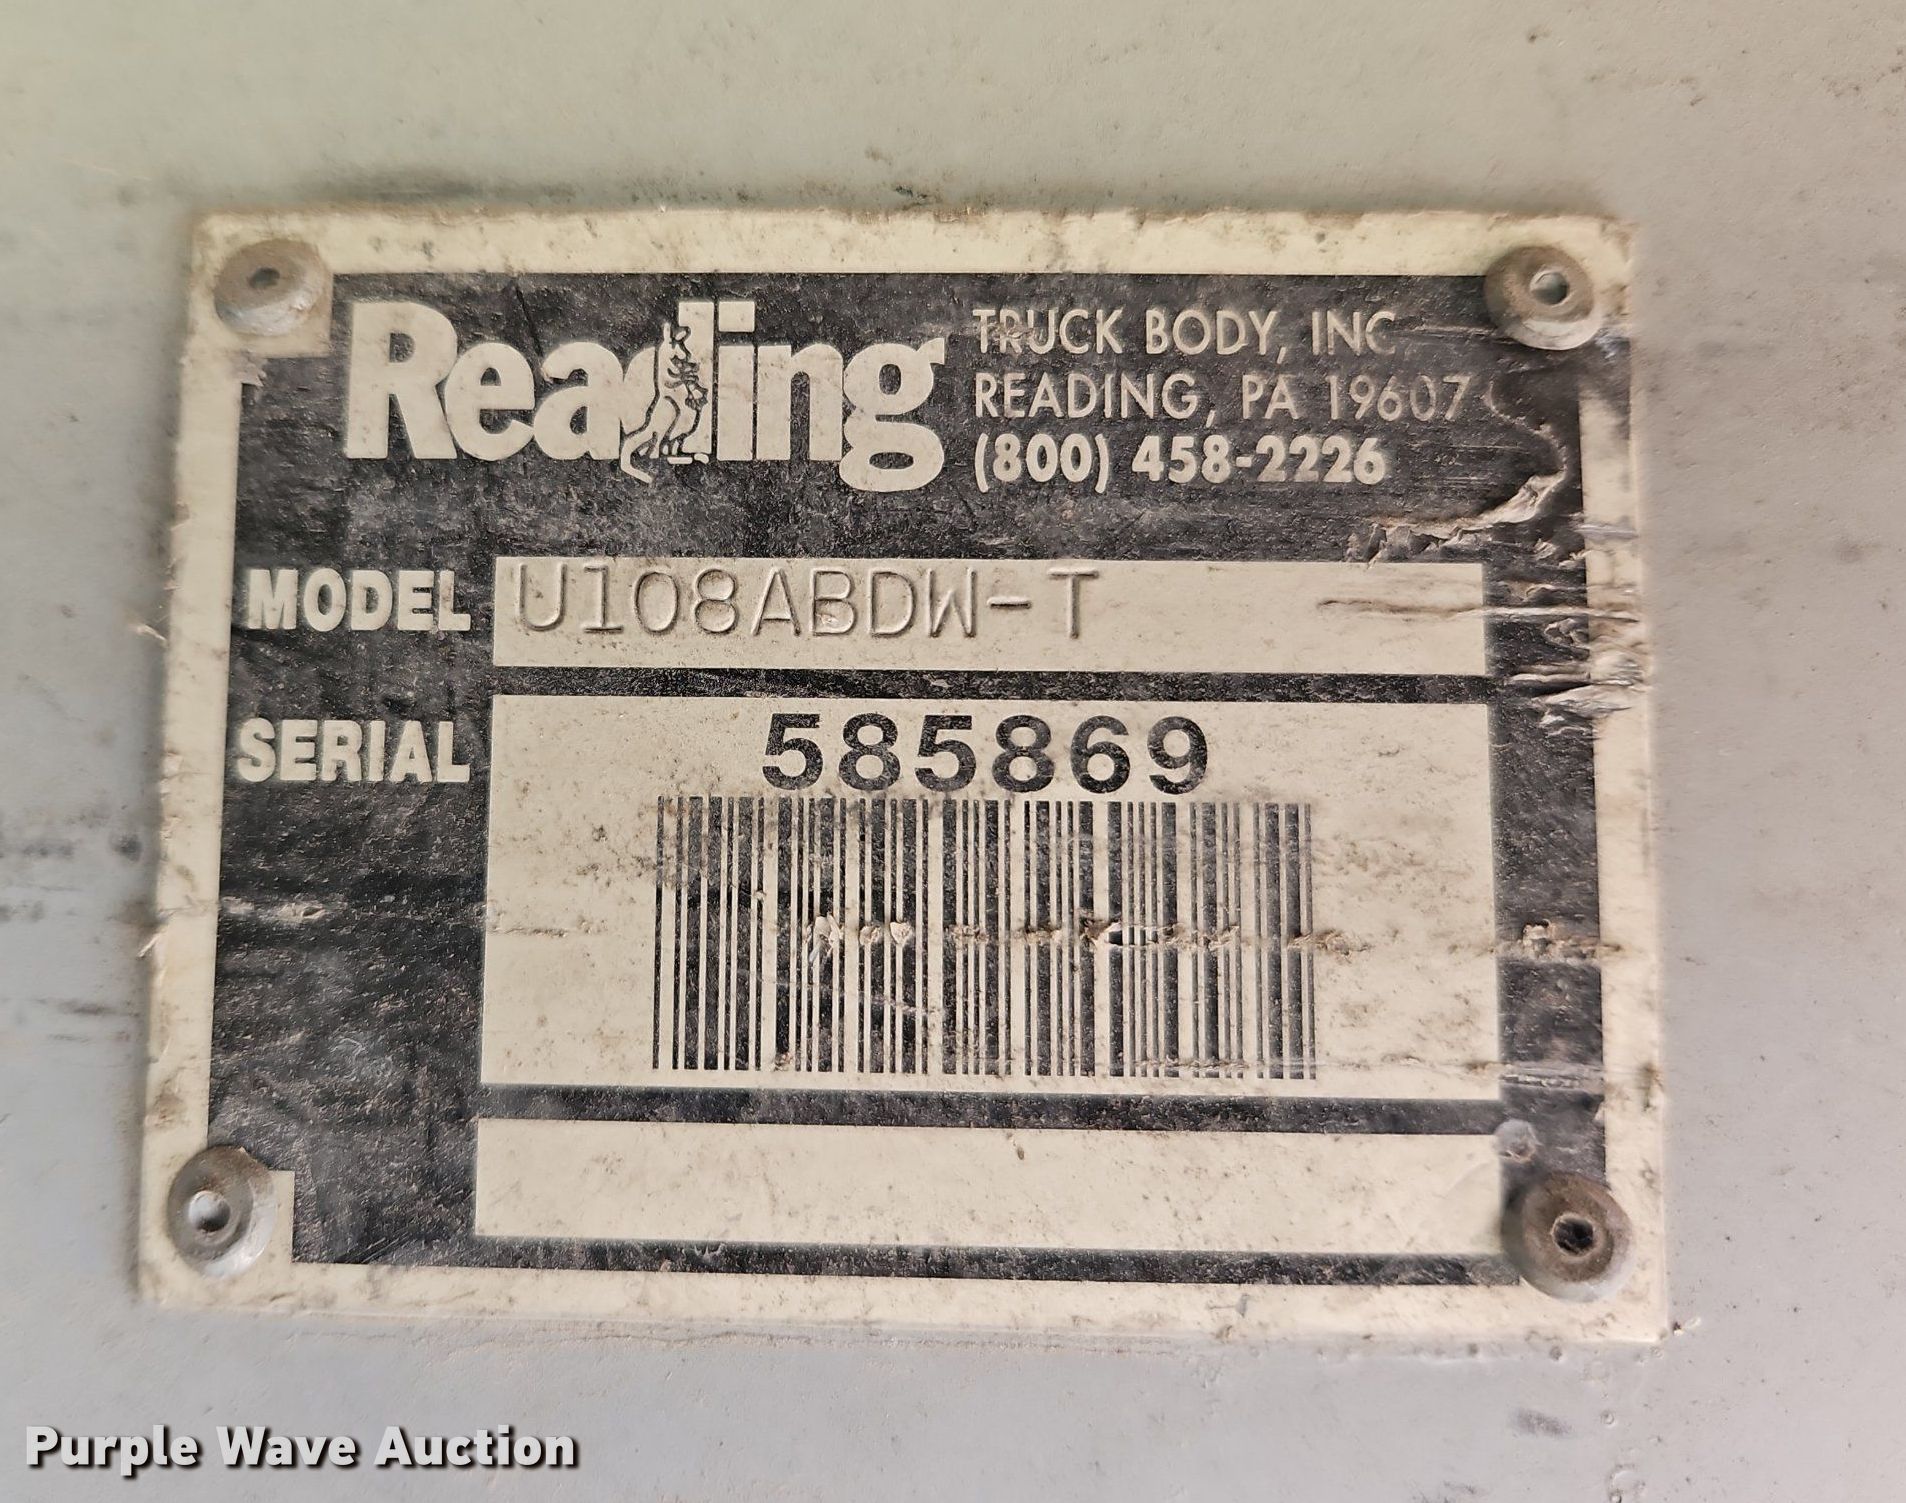 Reading
TRUCK BODY, INC.
READING, PA 19607
(800) 458-2226
MODEL U108ABDW-T
SERIAL 585869
Purple Wave Auction